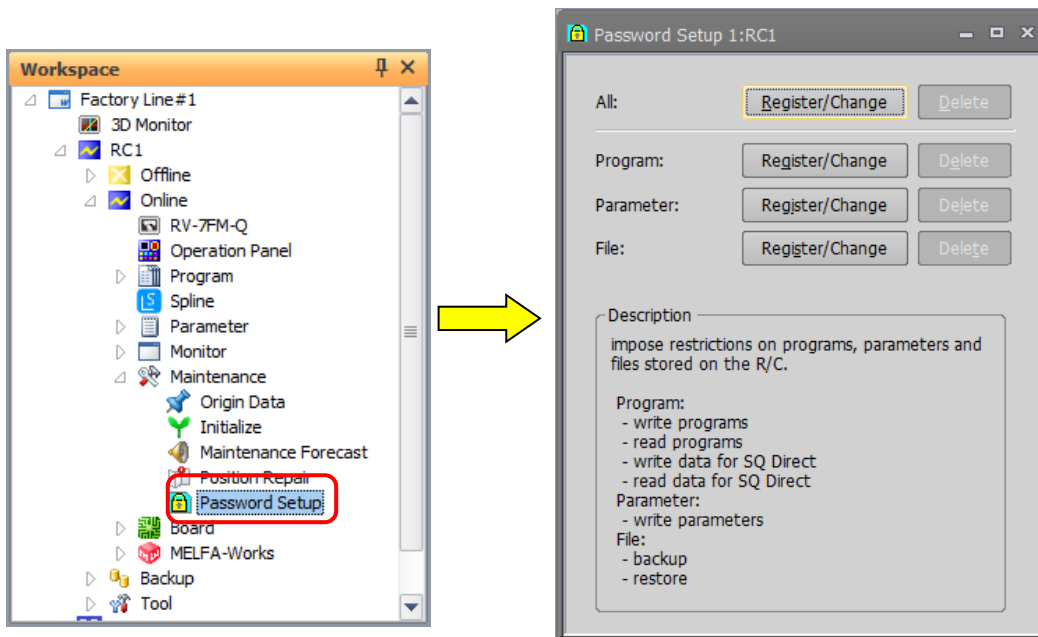 Workspace
Factory Line#1
3D Monitor
RC1
Offline
Online
RV-7FM-Q
Operation Panel
Program
Spline
Parameter
Monitor
Maintenance
Origin Data
Initialize
Maintenance Forecast
Position Repair
Password Setup
Board
MELFA-Works
Backup
Tool
Password Setup 1:RC1
All: Register/Change Delete
Program: Register/Change Delete
Parameter: Register/Change Delete
File: Register/Change Delete
Description
impose restrictions on programs, parameters and
files stored on the R/C.
Program:
- write programs
- read programs
- write data for SQ Direct
- read data for SQ Direct
Parameter:
- write parameters
File:
- backup
- restore